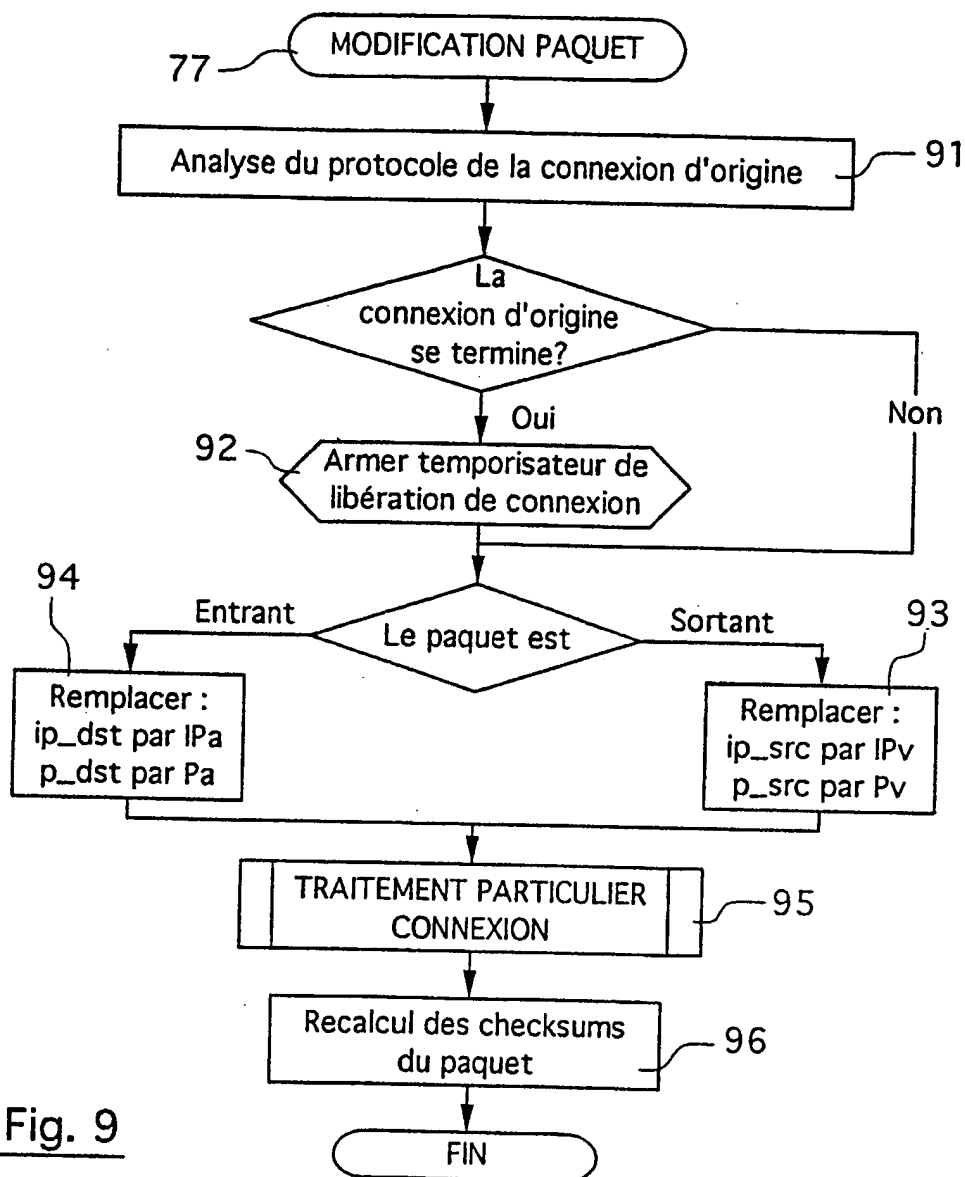 MODIFICATION PAQUET
77
Analyse du protocole de la connexion d'origine
91
La
connexion d'origine
se termine?
Oui
Non
92
Armer temporisateur de
libération de connexion
94
Entrant
Le paquet est
Sortant
93
Remplacer :
ip_dst par IPa
p_dst par Pa
Remplacer :
ip_src par IPv
p_src par Pv
TRAITEMENT PARTICULIER
CONNEXION
95
Recalcul des checksums
du paquet
96
Fig. 9
FIN